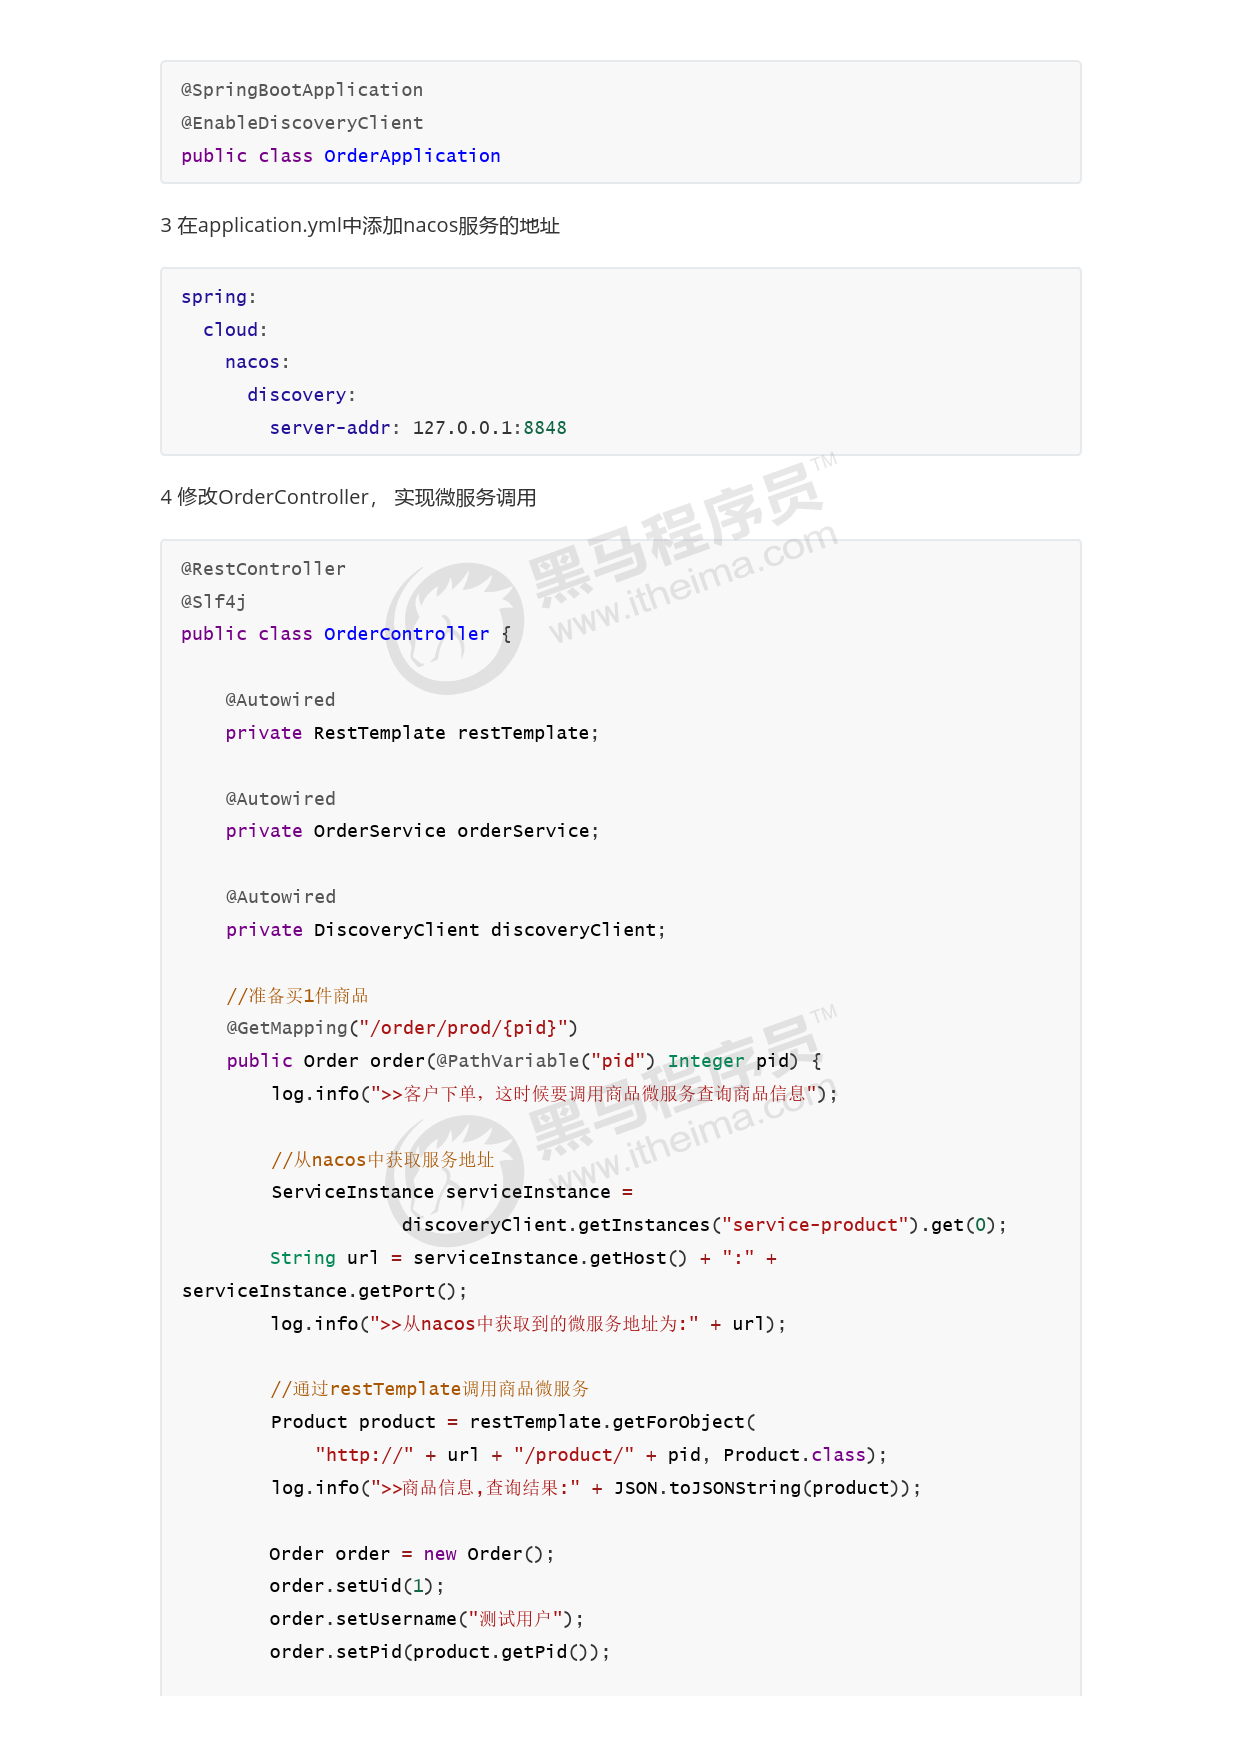 @SpringBootApplication
@EnableDiscoveryClient
public class OrderApplication
3 在application.yml中添加nacos服务的地址
spring:
  cloud:
    nacos:
      discovery:
        server-addr: 127.0.0.1:8848
4 修改OrderController， 实现微服务调用
黑马程序员™
www.itheima.com
@RestController
@Slf4j
public class OrderController {
    @Autowired
    private RestTemplate restTemplate;
    @Autowired
    private OrderService orderService;
    @Autowired
    private DiscoveryClient discoveryClient;
    //准备买1件商品
    @GetMapping("/order/prod/{pid}")
    public Order order(@PathVariable("pid") Integer pid) {
        log.info(">>客户下单，这时候要调用商品微服务查询商品信息");
黑马程序员™
www.itheima.com
        //从nacos中获取服务地址
        ServiceInstance serviceInstance =
                    discoveryClient.getInstances("service-product").get(0);
        String url = serviceInstance.getHost() + ":" +
serviceInstance.getPort();
        log.info(">>从nacos中获取到的微服务地址为:" + url);
        //通过restTemplate调用商品微服务
        Product product = restTemplate.getForObject(
            "http://" + url + "/product/" + pid, Product.class);
        log.info(">>商品信息,查询结果:" + JSON.toJSONString(product));
        Order order = new Order();
        order.setUid(1);
        order.setUsername("测试用户");
        order.setPid(product.getPid());